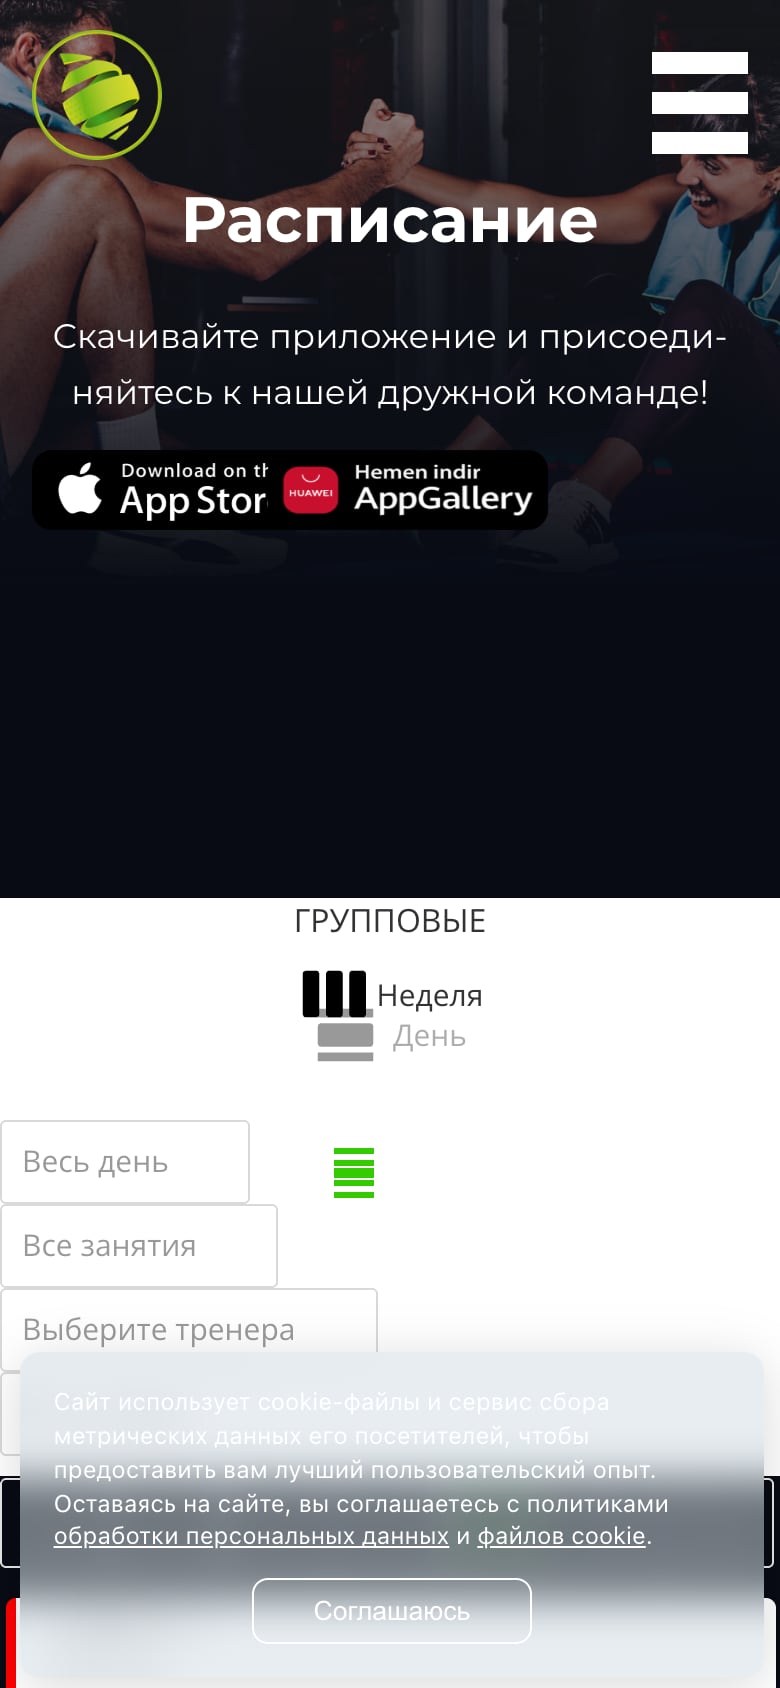 Расписание
Скачивайте приложение и присоеди-
няйтесь к нашей дружной команде!
Download on th
App Stor
HUAWEI
Hemen indir
AppGallery
ГРУППОВЫЕ
Неделя
День
Весь день
Все занятия
Выберите тренера
Сайт использует cookie-файлы и сервис сбора
метрических данных его посетителей, чтобы
предоставить вам лучший пользовательский опыт.
Оставаясь на сайте, вы соглашаетесь с политиками
обработки персональных данных и файлов cookie.
Соглашаюсь